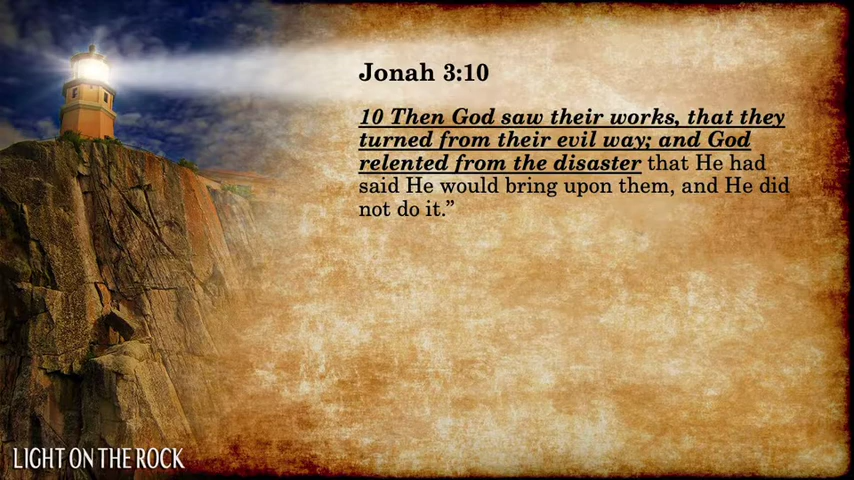 Jonah 3:10
10 Then God saw their works, that they
turned from their evil way; and God
relented from the disaster that He had
said He would bring upon them, and He did
not do it.”
LIGHT ON THE ROCK